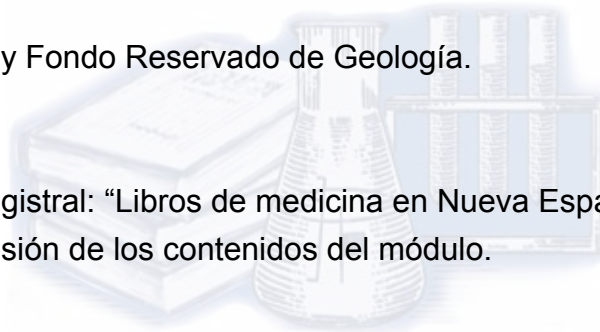 y Fondo Reservado de Geología.
gistral: “Libros de medicina en Nueva Espa
sión de los contenidos del módulo.